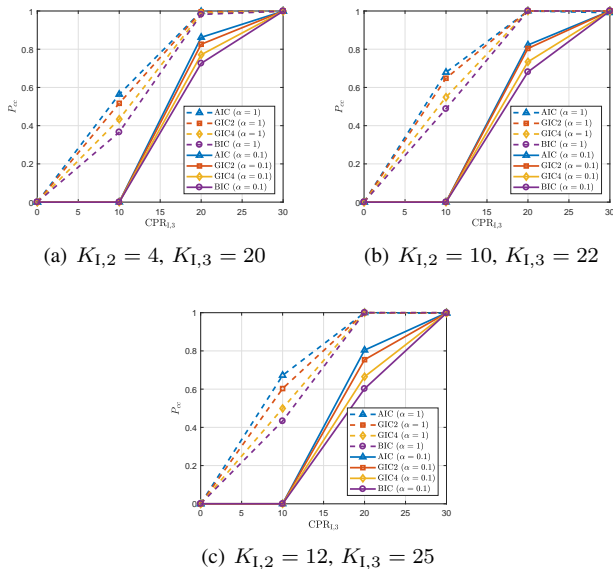 1
0.8
0.6
0.4
0.2
0
P_cc
AIC (α = 1)
GIC2 (α = 1)
GIC4 (α = 1)
BIC (α = 1)
AIC (α = 0.1)
GIC2 (α = 0.1)
GIC4 (α = 0.1)
BIC (α = 0.1)
0 5 10 15 20 25 30
CPR_I,3
(a) K_I,2 = 4, K_I,3 = 20
1
0.8
0.6
0.4
0.2
0
P_cc
AIC (α = 1)
GIC2 (α = 1)
GIC4 (α = 1)
BIC (α = 1)
AIC (α = 0.1)
GIC2 (α = 0.1)
GIC4 (α = 0.1)
BIC (α = 0.1)
0 5 10 15 20 25 30
CPR_I,3
(b) K_I,2 = 10, K_I,3 = 22
1
0.8
0.6
0.4
0.2
0
P_cc
AIC (α = 1)
GIC2 (α = 1)
GIC4 (α = 1)
BIC (α = 1)
AIC (α = 0.1)
GIC2 (α = 0.1)
GIC4 (α = 0.1)
BIC (α = 0.1)
0 5 10 15 20 25 30
CPR_I,3
(c) K_I,2 = 12, K_I,3 = 25